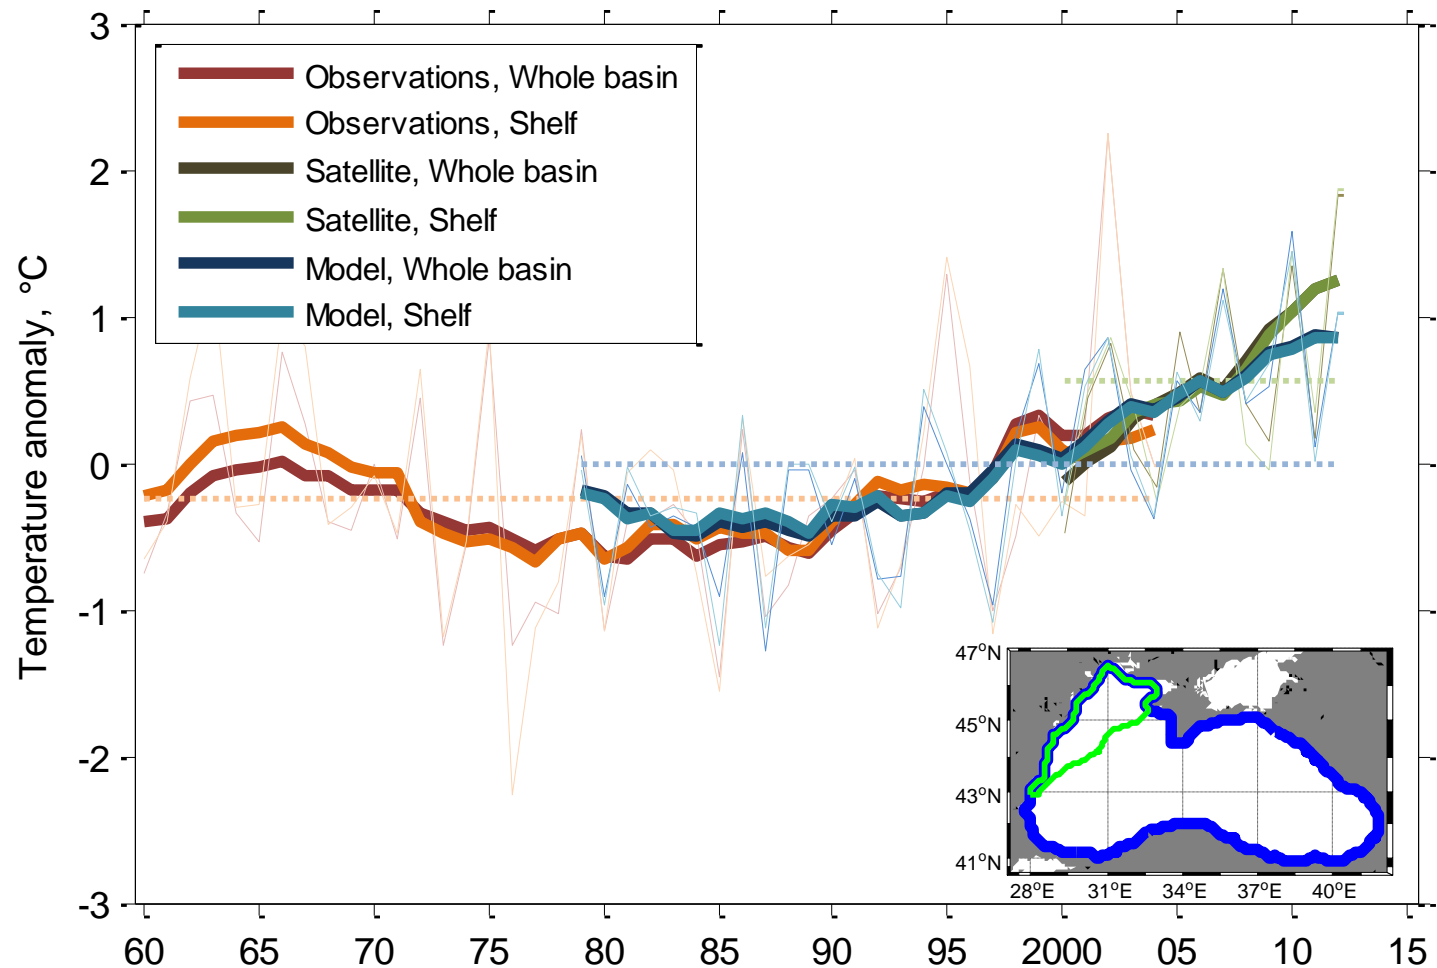 3
2
1
0
-1
-2
-3
Temperature anomaly, °C
Observations, Whole basin
Observations, Shelf
Satellite, Whole basin
Satellite, Shelf
Model, Whole basin
Model, Shelf
47°N
45°N
43°N
41°N
28°E 31°E 34°E 37°E 40°E
60 65 70 75 80 85 90 95 2000 05 10 15